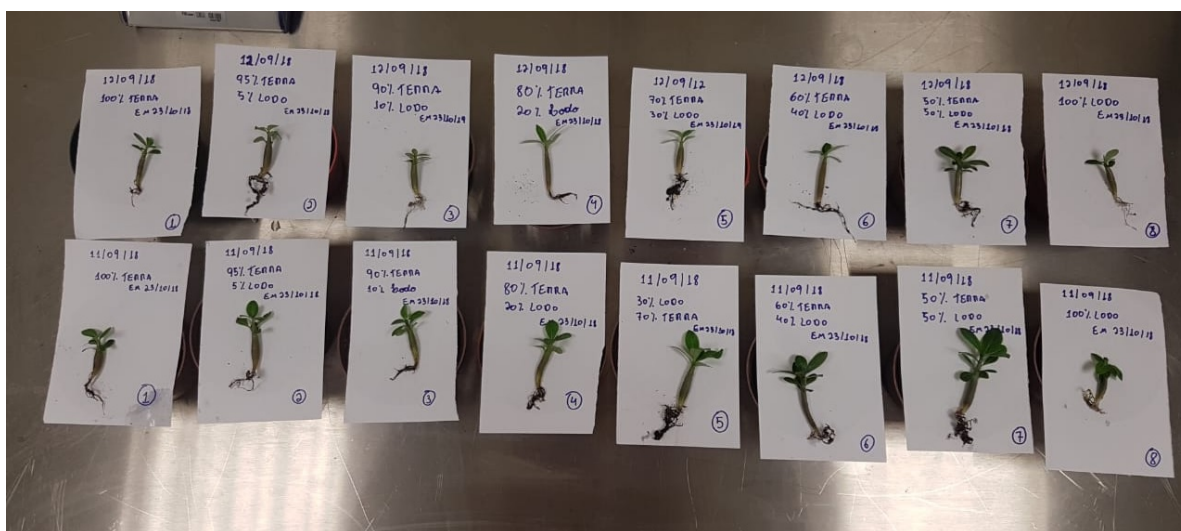 12/09/18
100% TERRA
EM 23/10/18
1
12/09/18
95% TERRA
5% LODO
EM 23/10/18
2
12/09/18
90% TERRA
10% LODO
EM 23/10/19
3
12/09/18
80% TERRA
20% Lodo
EM 23/10/18
4
12/09/12
70% TERRA
30% LODO
EM 23/10/19
5
12/09/18
60% TERRA
40% LODO
EM 23/10/18
6
12/09/18
50% TERRA
50% LODO
EM 23/10/18
7
12/09/18
100% LODO
EM 23/10/18
8
11/09/18
100% TERRA
EM 23/10/18
1
11/09/18
95% TERRA
5% LODO
EM 23/10/18
2
11/09/18
90% TERRA
10% Lodo
EM 23/10/18
3
11/09/18
80% TERRA
20% LODO
EM 23/10/18
4
11/09/18
30% LODO
70% TERRA
EM 23/10/18
5
11/09/18
60% TERRA
40% LODO
EM 23/10/18
6
11/09/18
50% TERRA
50% LODO
EM 23/10/18
7
11/09/18
100% LODO
EM 23/10/18
8